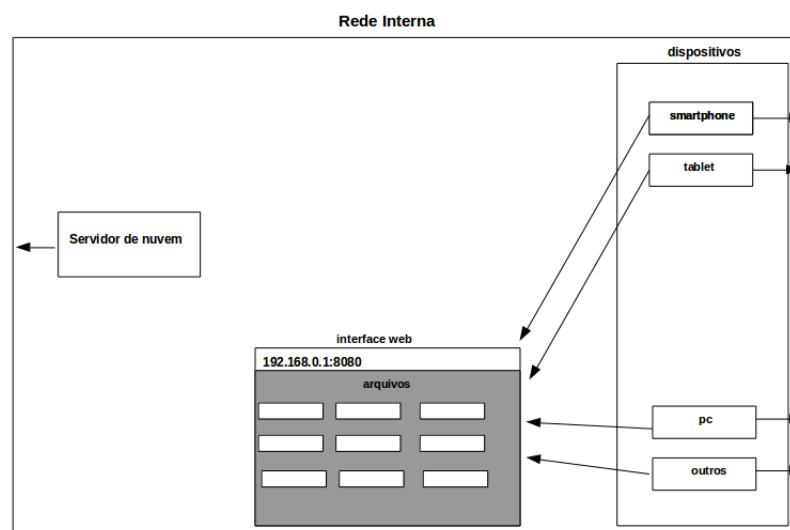 Rede Interna
dispositivos
smartphone
tablet
Servidor de nuvem
interface web
192.168.0.1:8080
arquivos
pc
outros